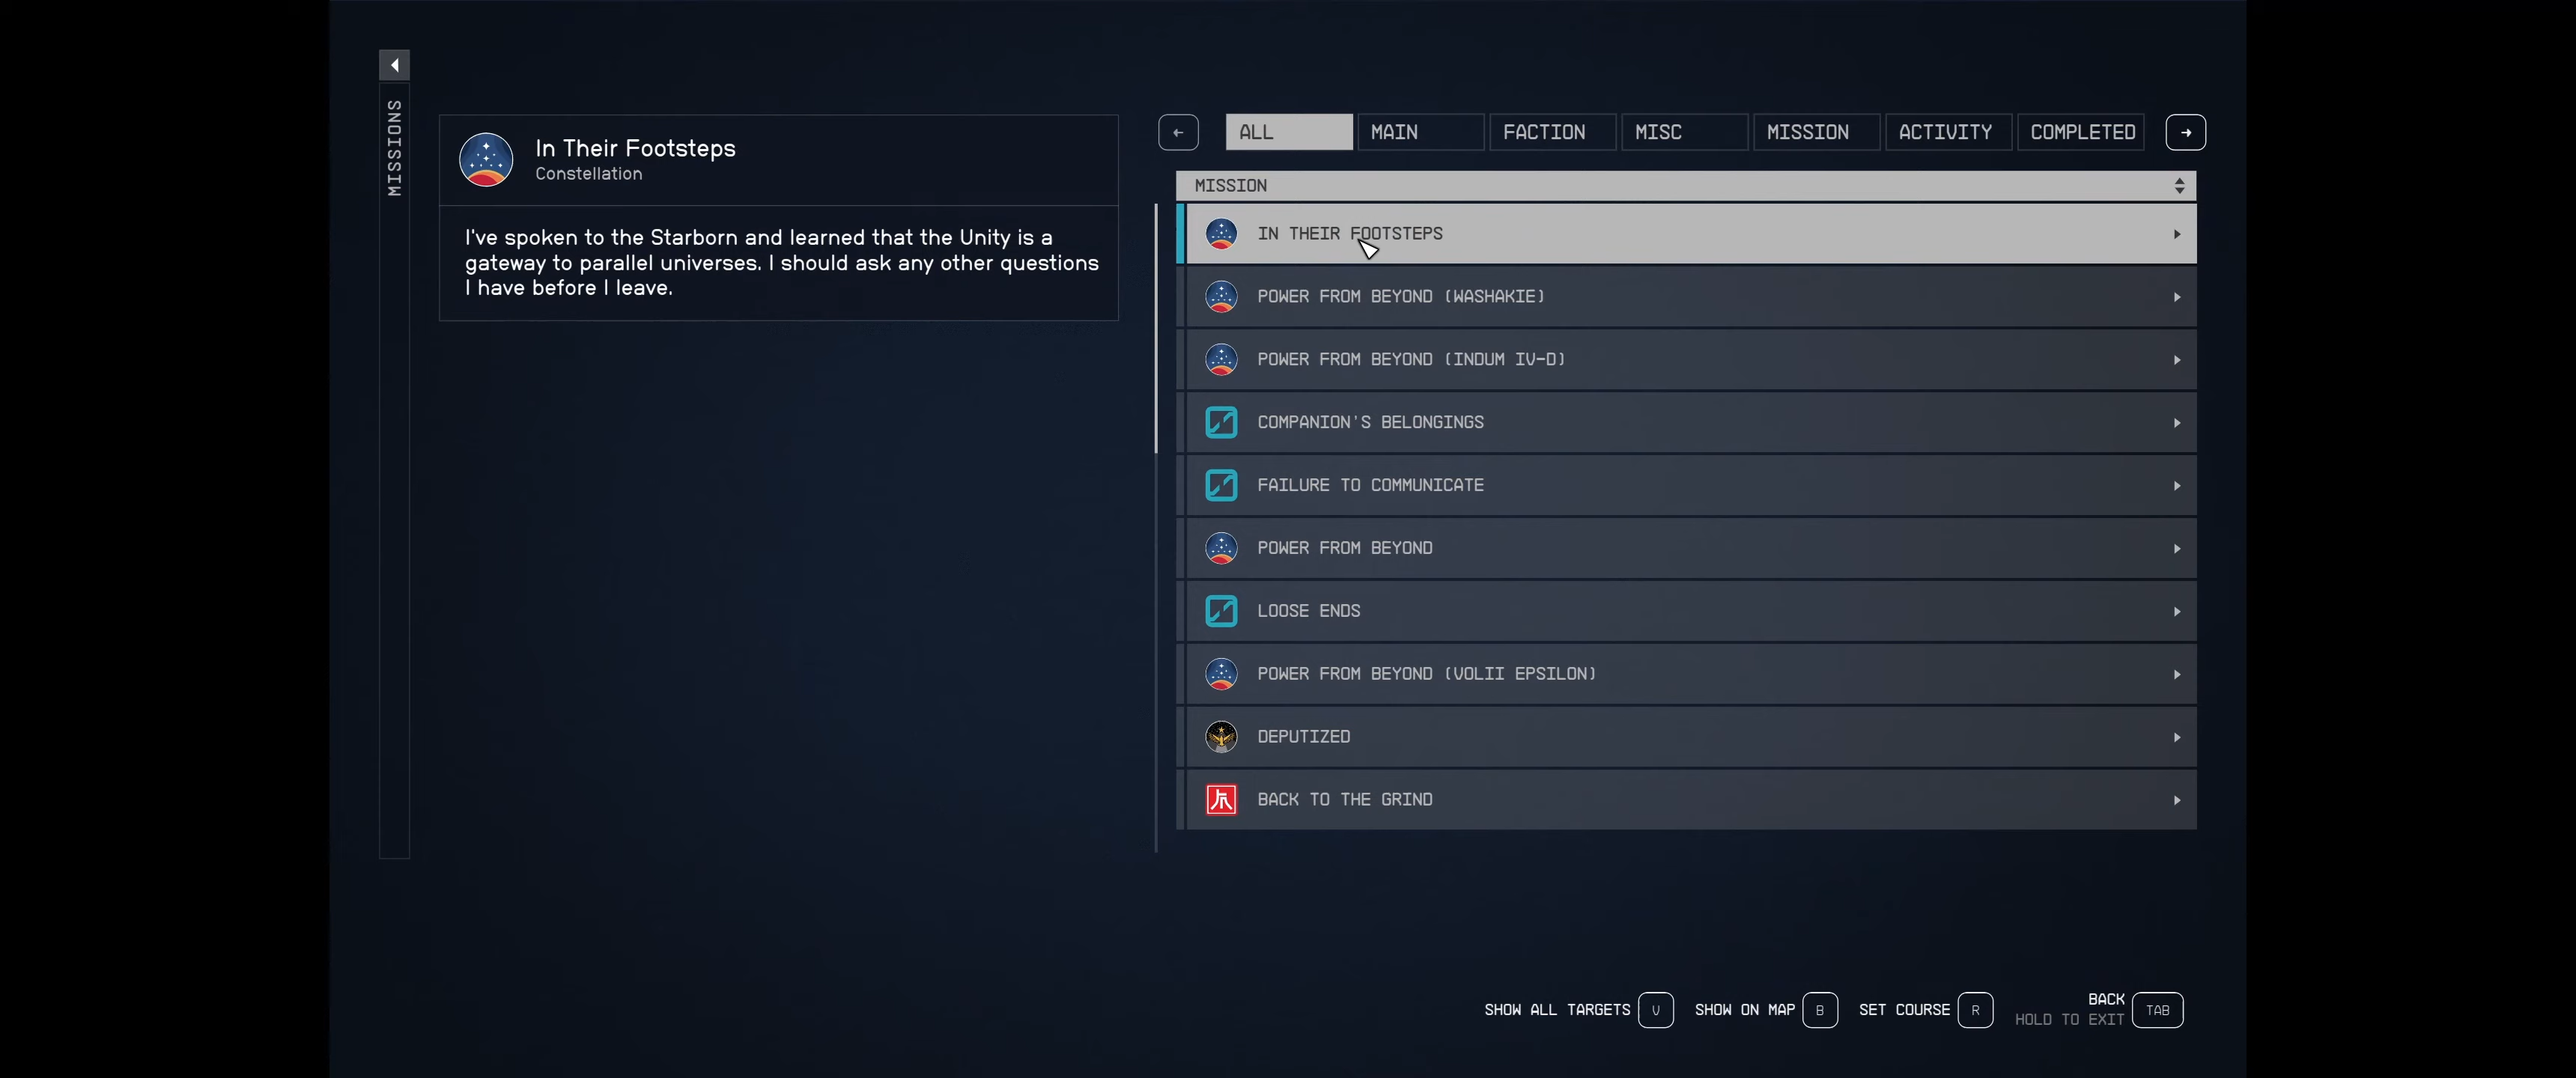 MISSIONS
In Their Footsteps
Constellation
I've spoken to the Starborn and learned that the Unity is a
gateway to parallel universes. I should ask any other questions
I have before I leave.
ALL MAIN FACTION MISC MISSION ACTIVITY COMPLETED
MISSION
IN THEIR FOOTSTEPS
POWER FROM BEYOND (WASHAKIE)
POWER FROM BEYOND (INDUM IV-D)
COMPANION'S BELONGINGS
FAILURE TO COMMUNICATE
POWER FROM BEYOND
LOOSE ENDS
POWER FROM BEYOND (VOLII EPSILON)
DEPUTIZED
BACK TO THE GRIND
SHOW ALL TARGETS V SHOW ON MAP B SET COURSE R BACK TAB
HOLD TO EXIT